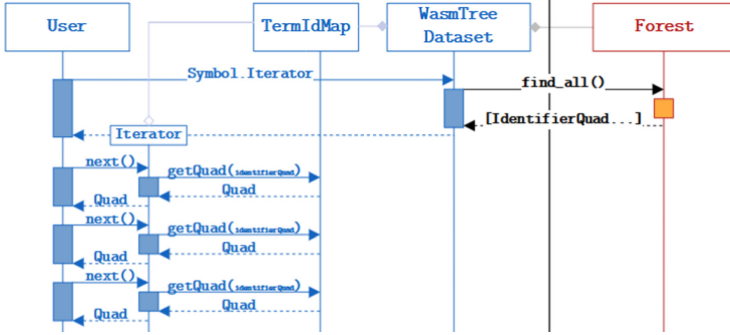 User
TermIdMap
WasmTree
Dataset
Forest
Symbol.Iterator
find_all()
[IdentifierQuad...]
Iterator
next()
getQuad(IdentifierQuad)
Quad
Quad
next()
getQuad(IdentifierQuad)
Quad
Quad
next()
getQuad(IdentifierQuad)
Quad
Quad